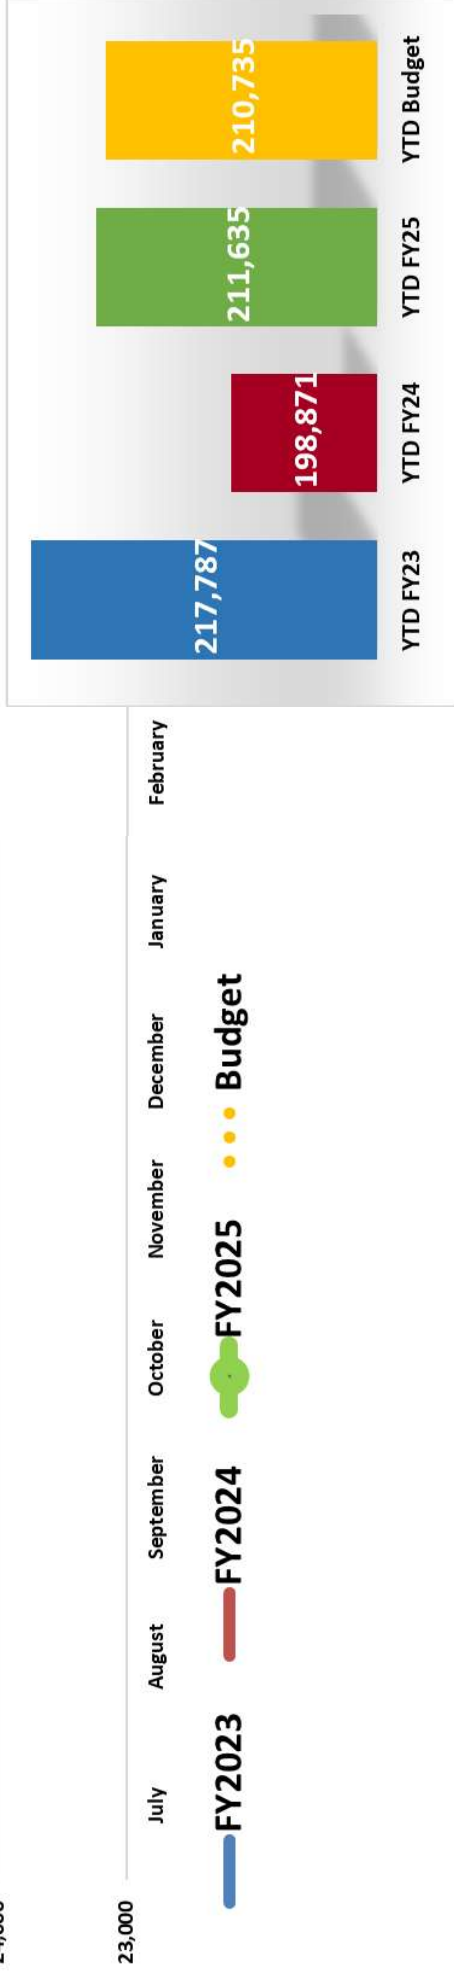 23,000
July August September October November December January February
FY2023 FY2024 FY2025 Budget
217,787
198,871
211,635
210,735
YTD FY23 YTD FY24 YTD FY25 YTD Budget